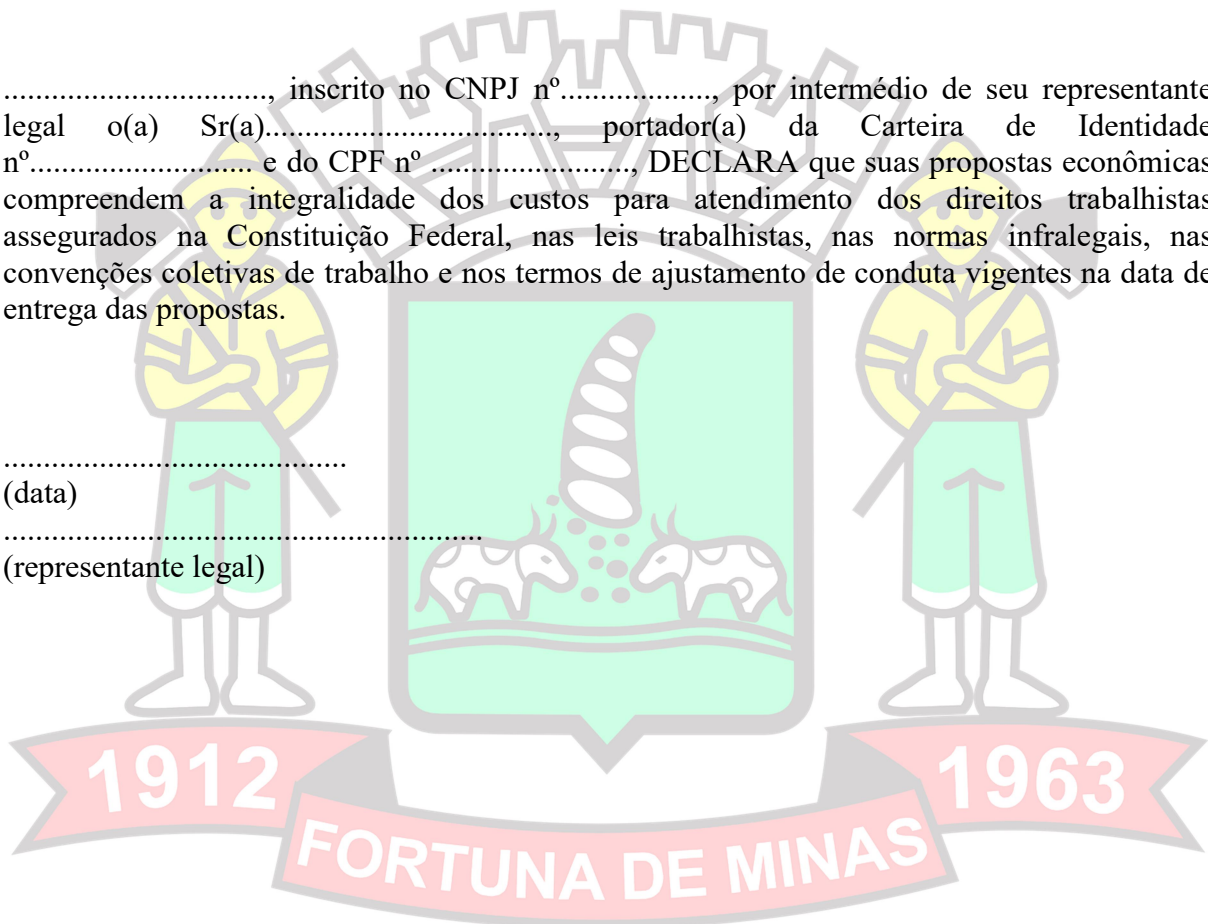 ................................., inscrito no CNPJ nº..................., por intermédio de seu representante
legal o(a) Sr(a)...................................., portador(a) da Carteira de Identidade
nº............................ e do CPF nº ........................., DECLARA que suas propostas econômicas
compreendem a integralidade dos custos para atendimento dos direitos trabalhistas
assegurados na Constituição Federal, nas leis trabalhistas, nas normas infralegais, nas
convenções coletivas de trabalho e nos termos de ajustamento de conduta vigentes na data de
entrega das propostas.
...........................................
(data)
............................................................
(representante legal)
1912
1963
FORTUNA DE MINAS